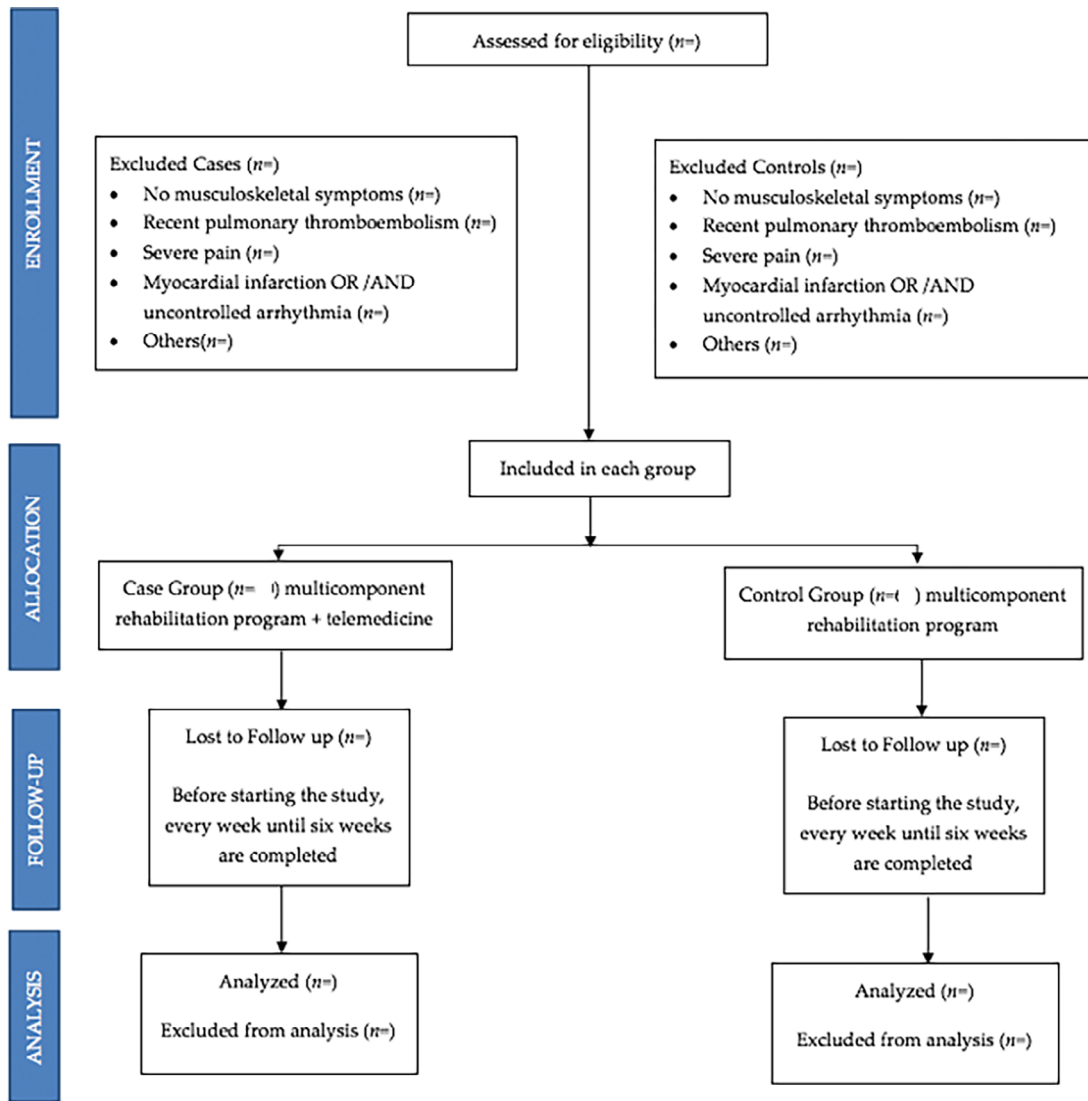 ENROLLMENT
Assessed for eligibility (n=)
Excluded Cases (n=)
• No musculoskeletal symptoms (n=)
• Recent pulmonary thromboembolism (n=)
• Severe pain (n=)
• Myocardial infarction OR /AND
uncontrolled arrhythmia (n=)
• Others(n=)
Excluded Controls (n=)
• No musculoskeletal symptoms (n=)
• Recent pulmonary thromboembolism (n=)
• Severe pain (n=)
• Myocardial infarction OR /AND
uncontrolled arrhythmia (n=)
• Others (n=)
ALLOCATION
Included in each group
Case Group (n= ) multicomponent
rehabilitation program + telemedicine
Control Group (n= ) multicomponent
rehabilitation program
FOLLOW-UP
Lost to Follow up (n=)
Before starting the study,
every week until six weeks
are completed
Lost to Follow up (n=)
Before starting the study,
every week until six weeks
are completed
ANALYSIS
Analyzed (n=)
Excluded from analysis (n=)
Analyzed (n=)
Excluded from analysis (n=)